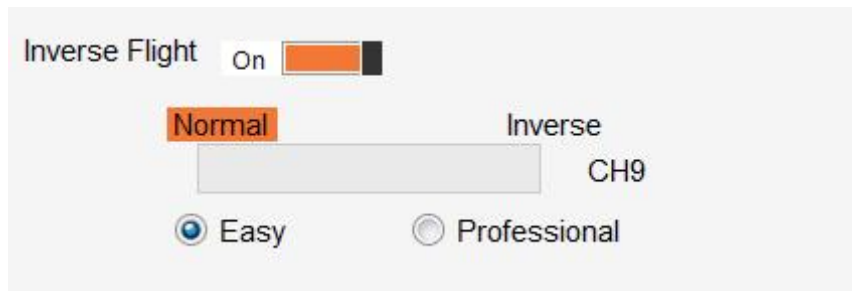 Inverse Flight On
Normal Inverse
CH9
Easy Professional